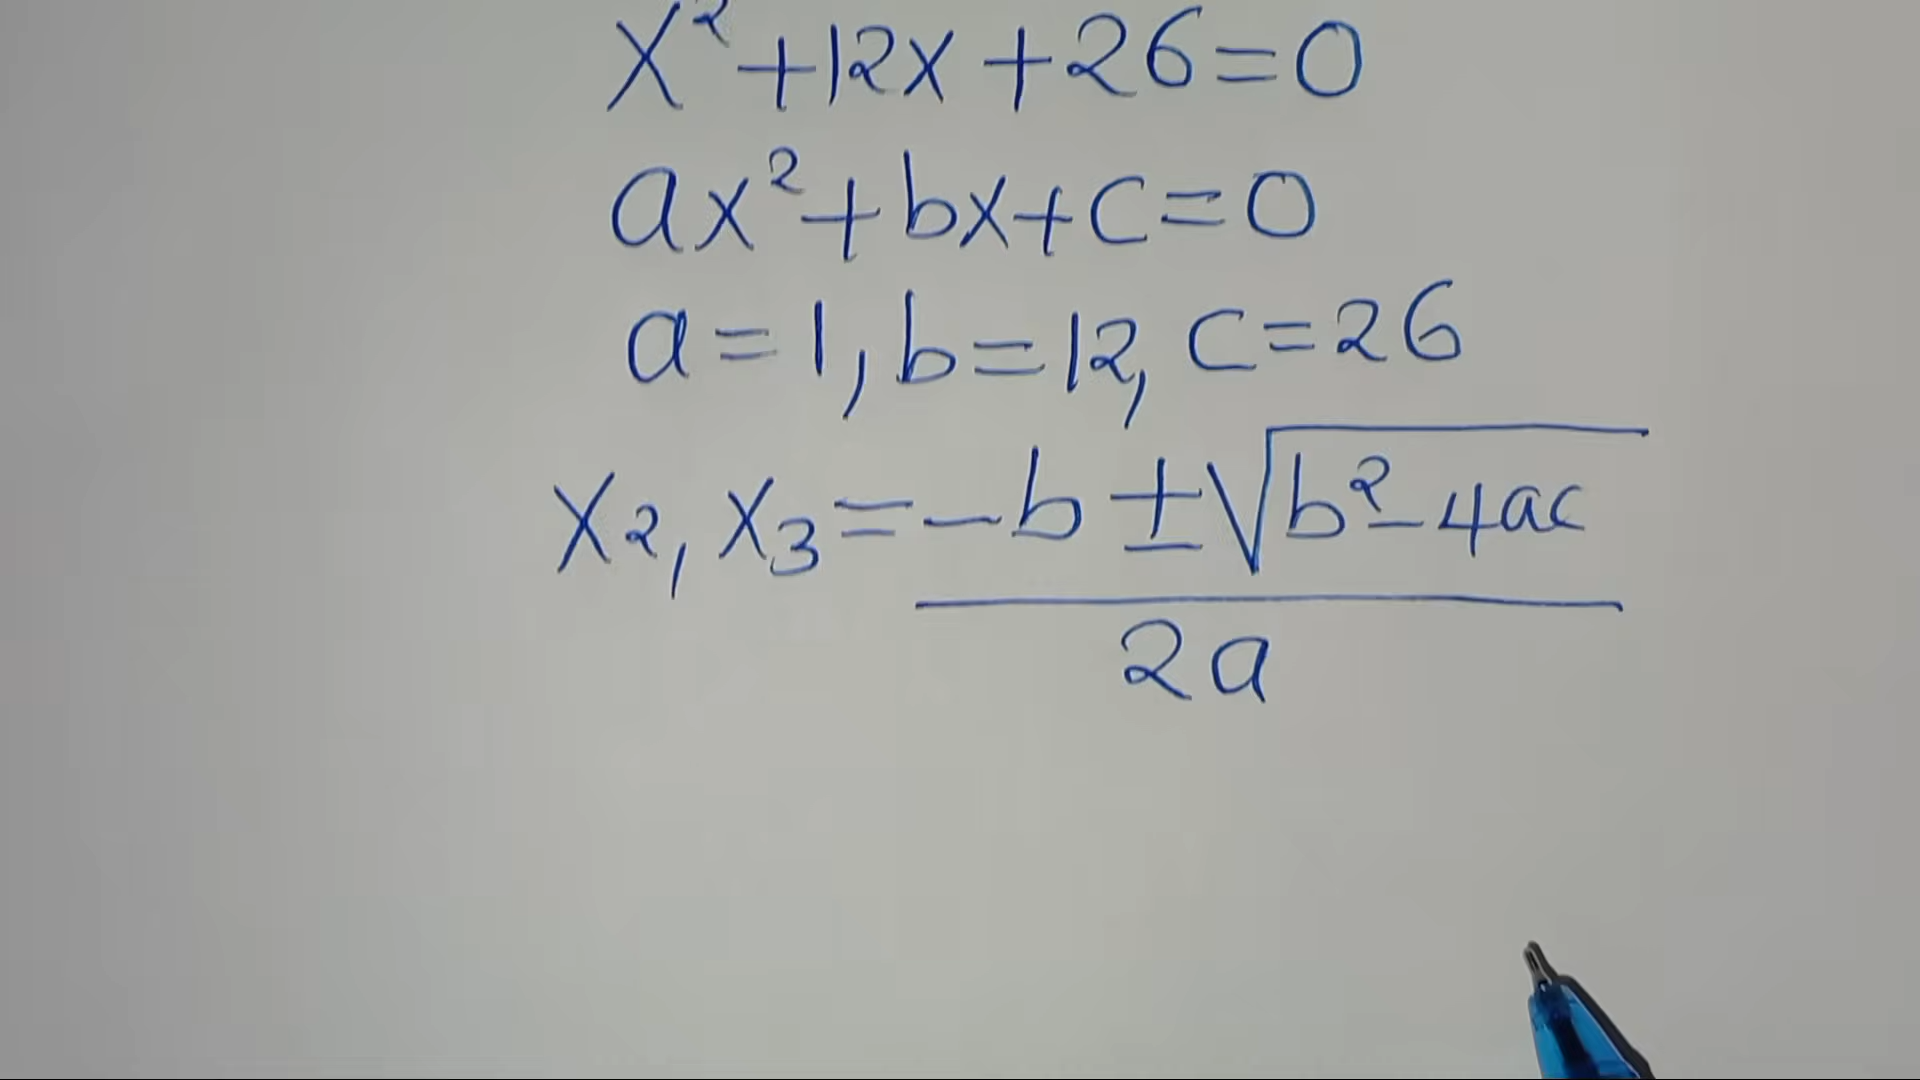 x²+12x+26=0
ax²+bx+c=0
a=1, b=12, c=26
x₂, x₃=-b±√b²-4ac
2a